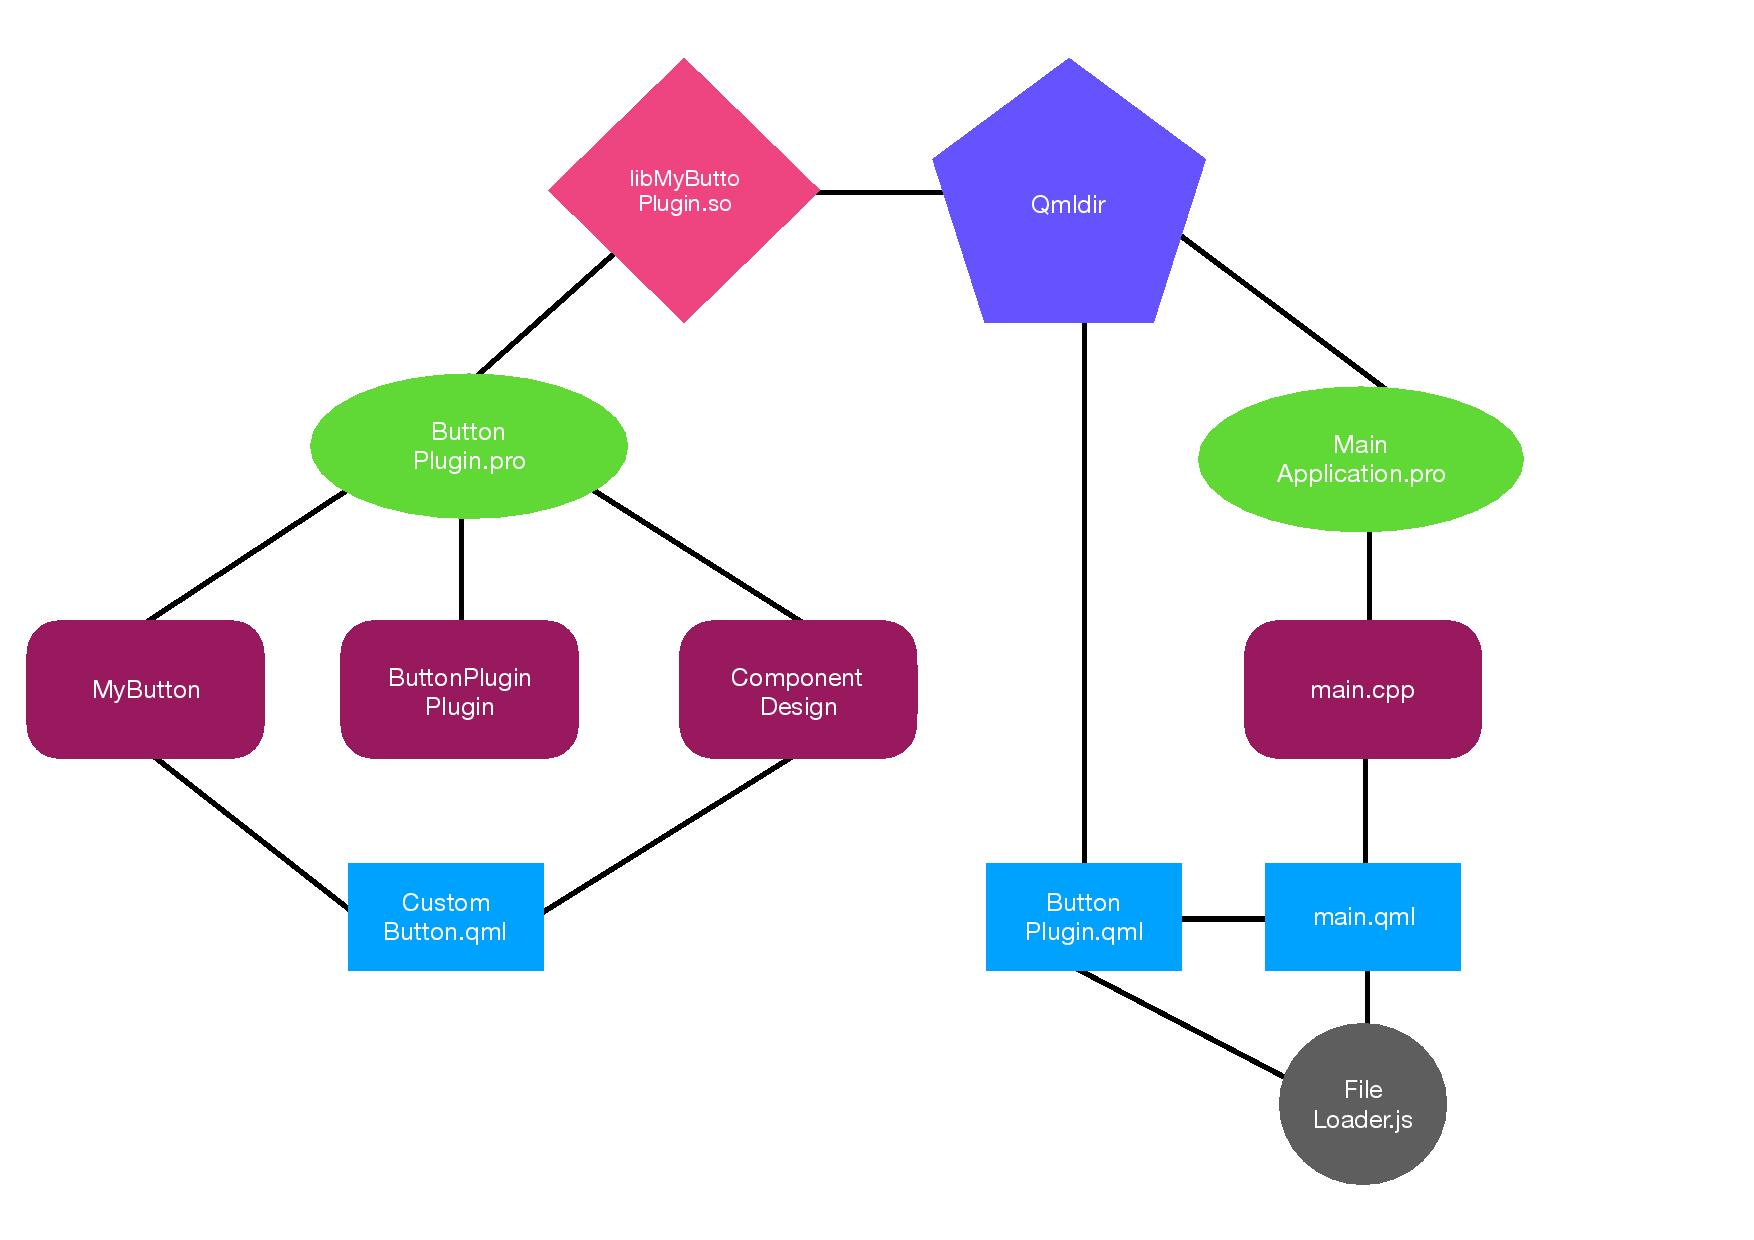 libMyButto
Plugin.so
Qmldir
Button
Plugin.pro
Main
Application.pro
MyButton
ButtonPlugin
Plugin
Component
Design
main.cpp
Custom
Button.qml
Button
Plugin.qml
main.qml
File
Loader.js